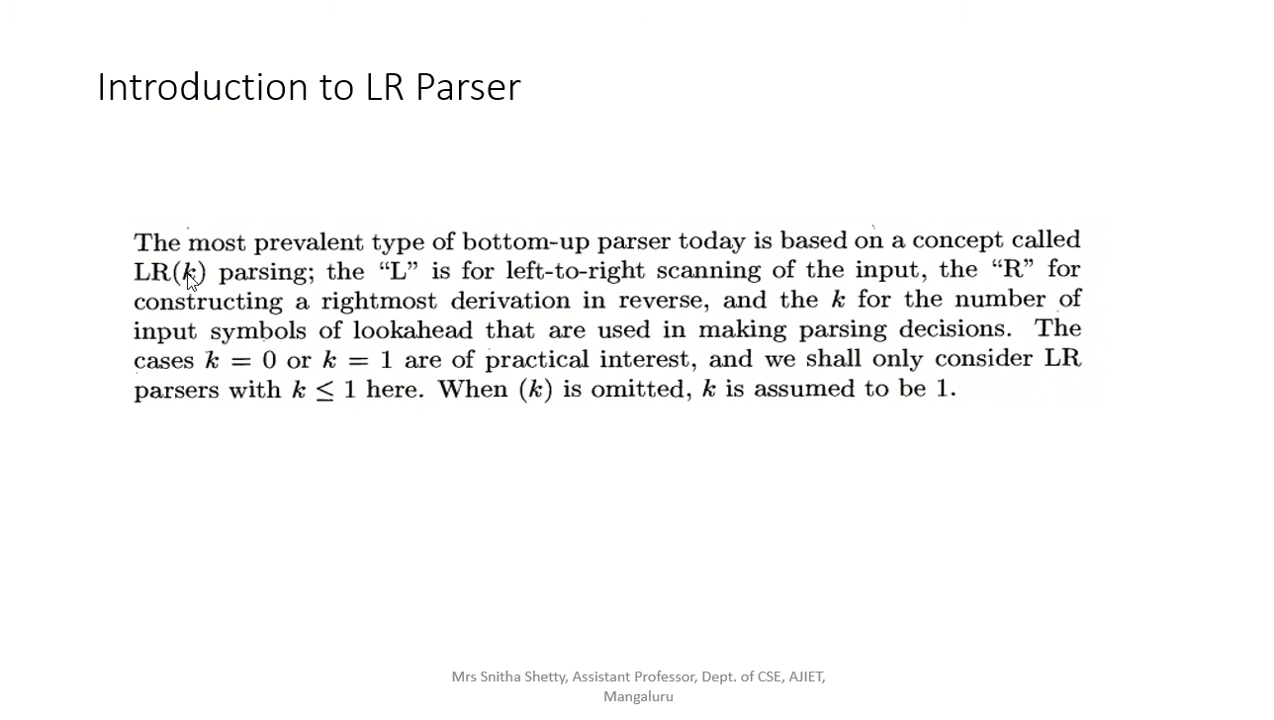 Introduction to LR Parser
The most prevalent type of bottom-up parser today is based on a concept called
LR(k) parsing; the “L” is for left-to-right scanning of the input, the “R” for
constructing a rightmost derivation in reverse, and the k for the number of
input symbols of lookahead that are used in making parsing decisions. The
cases k = 0 or k = 1 are of practical interest, and we shall only consider LR
parsers with k ≤ 1 here. When (k) is omitted, k is assumed to be 1.
Mrs Snitha Shetty, Assistant Professor, Dept. of CSE, AJIET,
Mangaluru